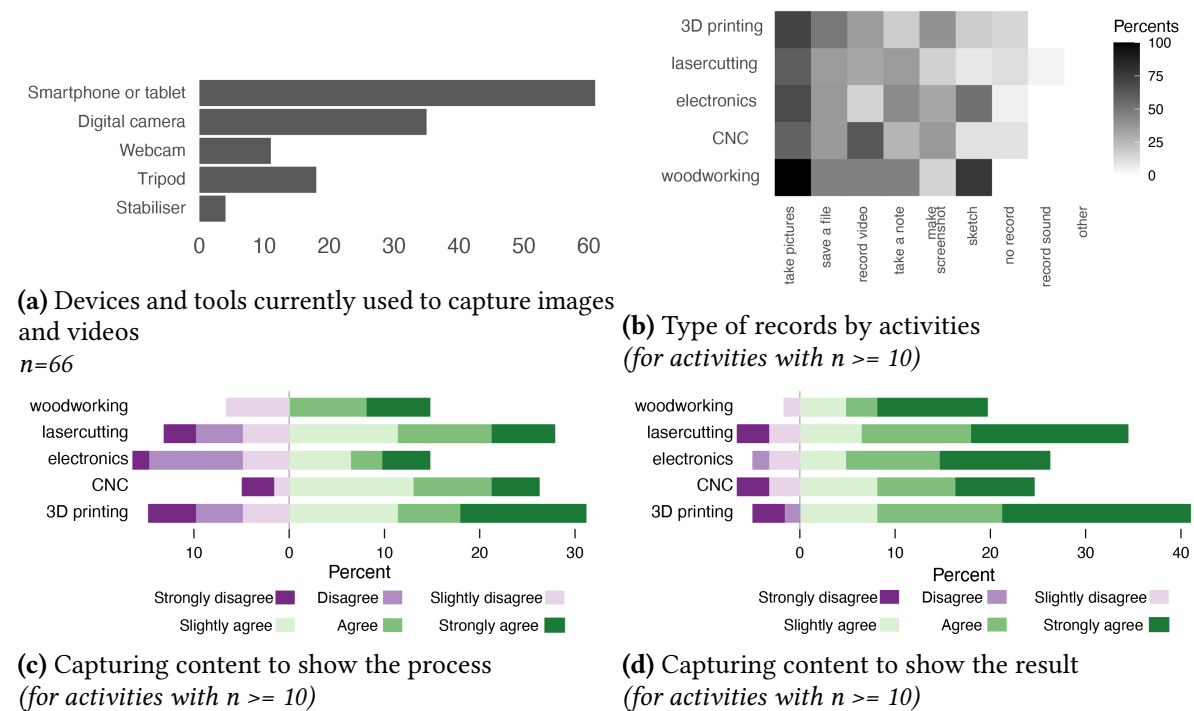 Smartphone or tablet
Digital camera
Webcam
Tripod
Stabiliser
0 10 20 30 40 50 60
(a) Devices and tools currently used to capture images
and videos
n=66
3D printing
lasercutting
electronics
CNC
woodworking
take pictures
save a file
record video
take a note
make
screenshot
sketch
no record
record sound
other
Percents
100
75
50
25
0
(b) Type of records by activities
(for activities with n >= 10)
woodworking
lasercutting
electronics
CNC
3D printing
10 0 10 20 30
Percent
Strongly disagree Disagree Slightly disagree
Slightly agree Agree Strongly agree
(c) Capturing content to show the process
(for activities with n >= 10)
woodworking
lasercutting
electronics
CNC
3D printing
0 10 20 30 40
Percent
Strongly disagree Disagree Slightly disagree
Slightly agree Agree Strongly agree
(d) Capturing content to show the result
(for activities with n >= 10)